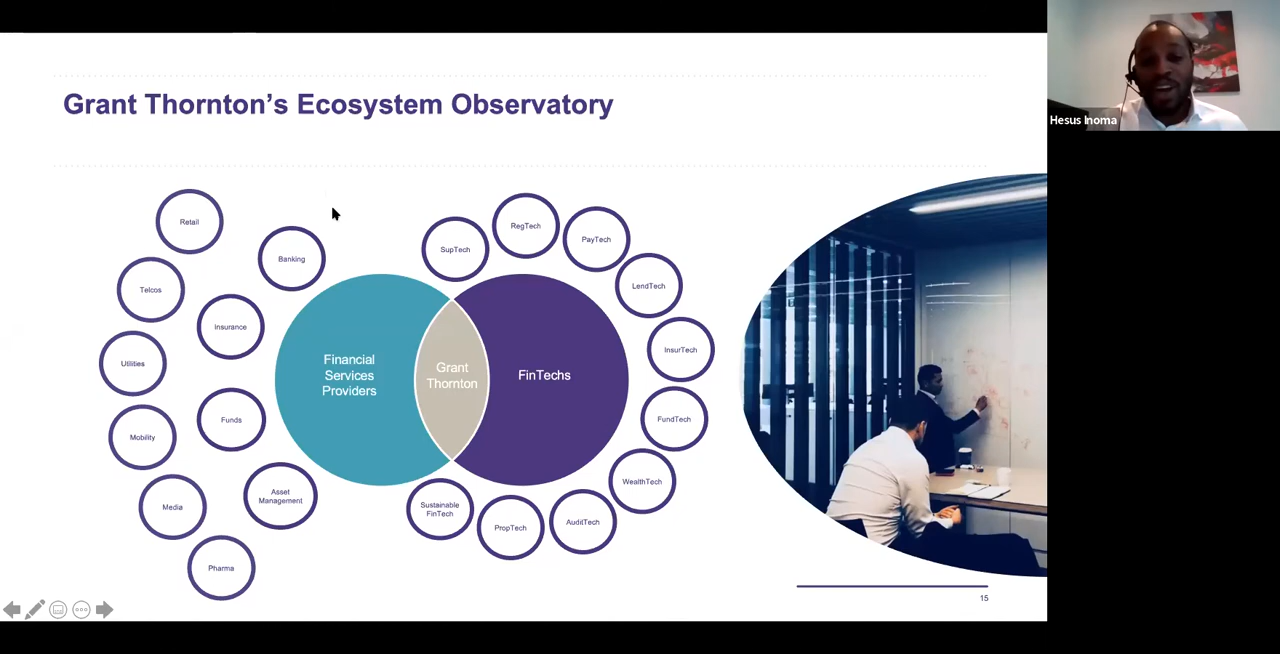 Grant Thornton's Ecosystem Observatory
Hesus Inoma
Retail
Banking
Telcos
Insurance
Utilities
Funds
Mobility
Asset
Management
Media
Pharma
Financial
Services
Providers
Grant
Thornton
FinTechs
SupTech
RegTech
PayTech
LendTech
InsurTech
FundTech
WealthTech
AuditTech
PropTech
Sustainable
FinTech
15